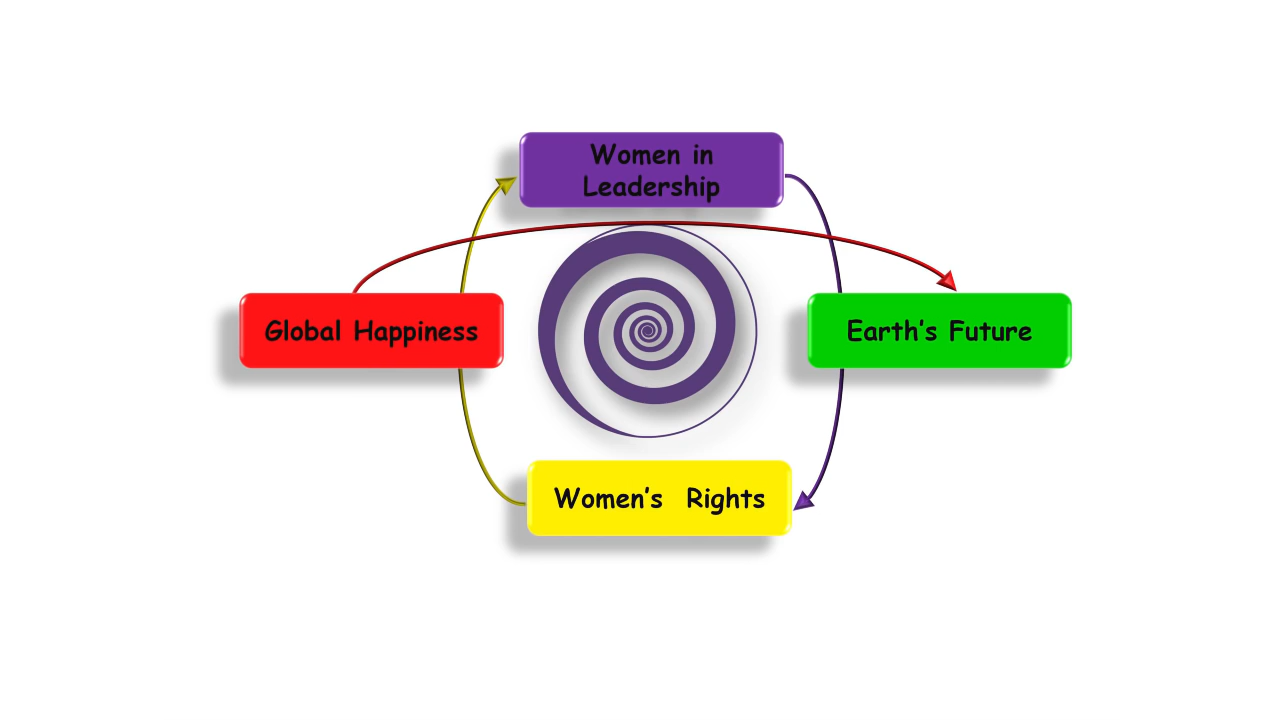 Women in
Leadership
Global Happiness
Earth's Future
Women's  Rights